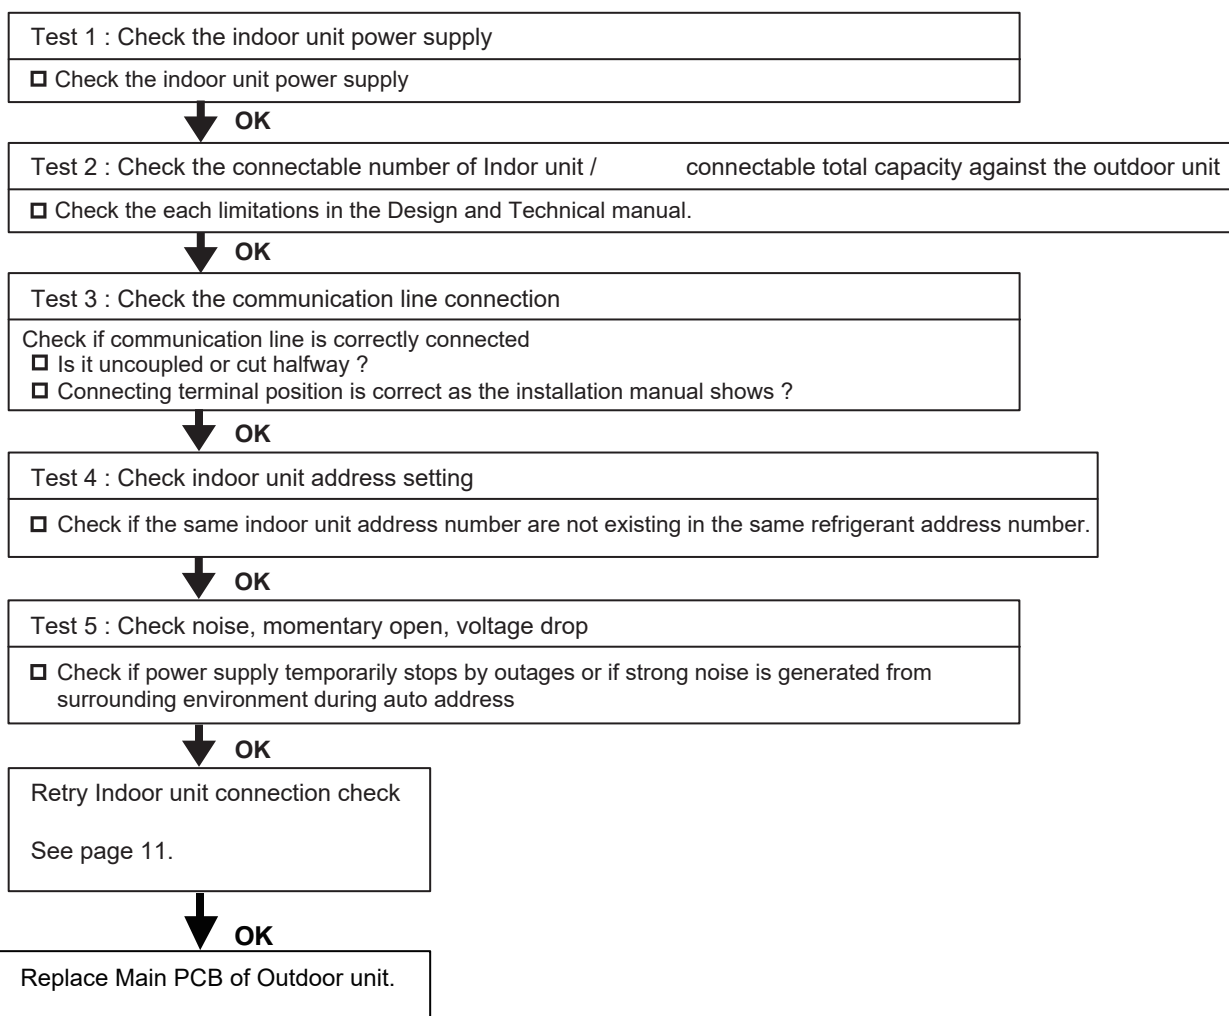 Test 1 : Check the indoor unit power supply
Check the indoor unit power supply
OK
Test 2 : Check the connectable number of Indor unit / connectable total capacity against the outdoor unit
Check the each limitations in the Design and Technical manual.
OK
Test 3 : Check the communication line connection
Check if communication line is correctly connected
Is it uncoupled or cut halfway ?
Connecting terminal position is correct as the installation manual shows ?
OK
Test 4 : Check indoor unit address setting
Check if the same indoor unit address number are not existing in the same refrigerant address number.
OK
Test 5 : Check noise, momentary open, voltage drop
Check if power supply temporarily stops by outages or if strong noise is generated from
surrounding environment during auto address
OK
Retry Indoor unit connection check
See page 11.
OK
Replace Main PCB of Outdoor unit.